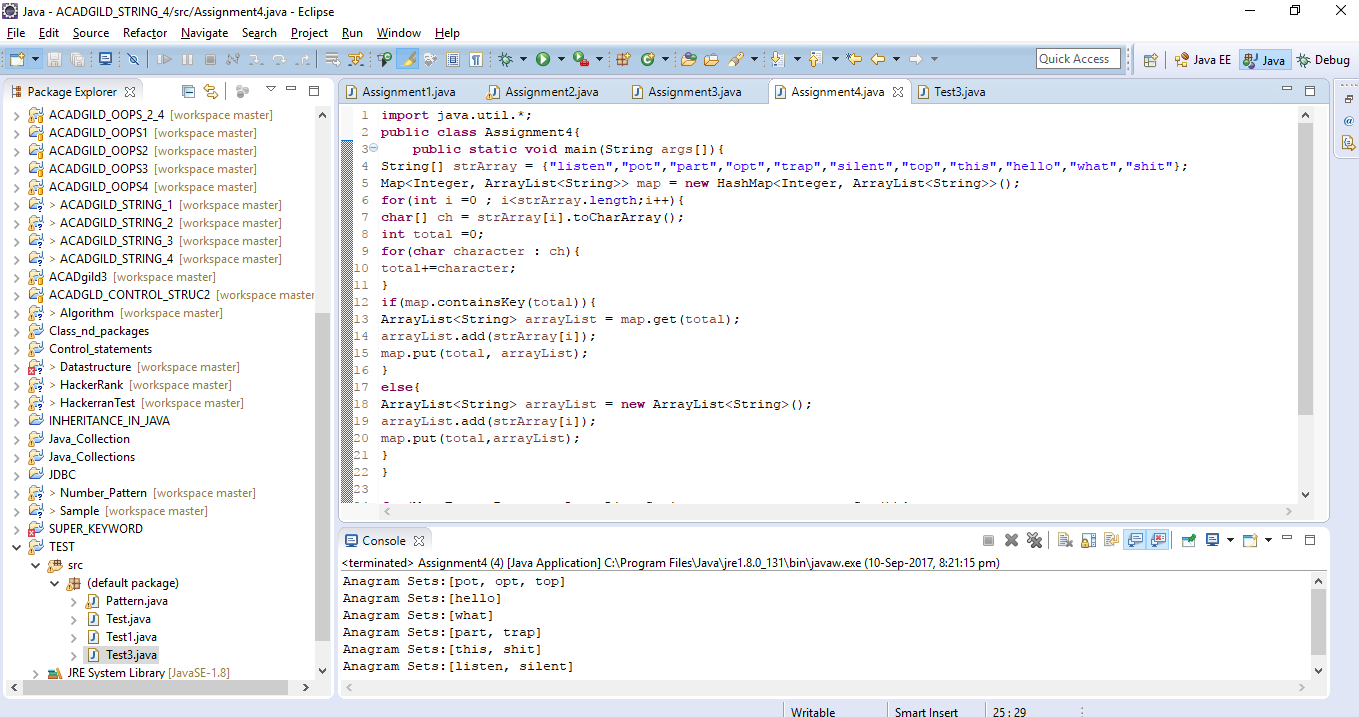 Java - ACADGILD_STRING_4/src/Assignment4.java - Eclipse
File Edit Source Refactor Navigate Search Project Run Window Help
Quick Access
Java EE
Java
Debug
Package Explorer
ACADGILD_OOPS_2_4 [workspace master]
ACADGILD_OOPS1 [workspace master]
ACADGILD_OOPS2 [workspace master]
ACADGILD_OOPS3 [workspace master]
ACADGILD_OOPS4 [workspace master]
> ACADGILD_STRING_1 [workspace master]
> ACADGILD_STRING_2 [workspace master]
> ACADGILD_STRING_3 [workspace master]
> ACADGILD_STRING_4 [workspace master]
ACADgild3 [workspace master]
ACADGLD_CONTROL_STRUC2 [workspace master
> Algorithm [workspace master]
Class_nd_packages
Control_statements
> Datastructure [workspace master]
> HackerRank [workspace master]
> HackerranTest [workspace master]
INHERITANCE_IN_JAVA
Java_Collection
Java_Collections
JDBC
> Number_Pattern [workspace master]
> Sample [workspace master]
SUPER_KEYWORD
TEST
src
(default package)
Pattern.java
Test.java
Test1.java
Test3.java
JRE System Library [JavaSE-1.8]
Assignment1.java Assignment2.java Assignment3.java Assignment4.java Test3.java
1 import java.util.*;
2 public class Assignment4{
3 public static void main(String args[]){
4 String[] strArray = {"listen","pot","part","opt","trap","silent","top","this","hello","what","shit"};
5 Map<Integer, ArrayList<String>> map = new HashMap<Integer, ArrayList<String>>();
6 for(int i =0 ; i<strArray.length;i++){
7 char[] ch = strArray[i].toCharArray();
8 int total =0;
9 for(char character : ch){
10 total+=character;
11 }
12 if(map.containsKey(total)){
13 ArrayList<String> arrayList = map.get(total);
14 arrayList.add(strArray[i]);
15 map.put(total, arrayList);
16 }
17 else{
18 ArrayList<String> arrayList = new ArrayList<String>();
19 arrayList.add(strArray[i]);
20 map.put(total,arrayList);
21 }
22 }
23
Console
<terminated> Assignment4 (4) [Java Application] C:\Program Files\Java\jre1.8.0_131\bin\javaw.exe (10-Sep-2017, 8:21:15 pm)
Anagram Sets:[pot, opt, top]
Anagram Sets:[hello]
Anagram Sets:[what]
Anagram Sets:[part, trap]
Anagram Sets:[this, shit]
Anagram Sets:[listen, silent]
Writable
Smart Insert
25 : 29